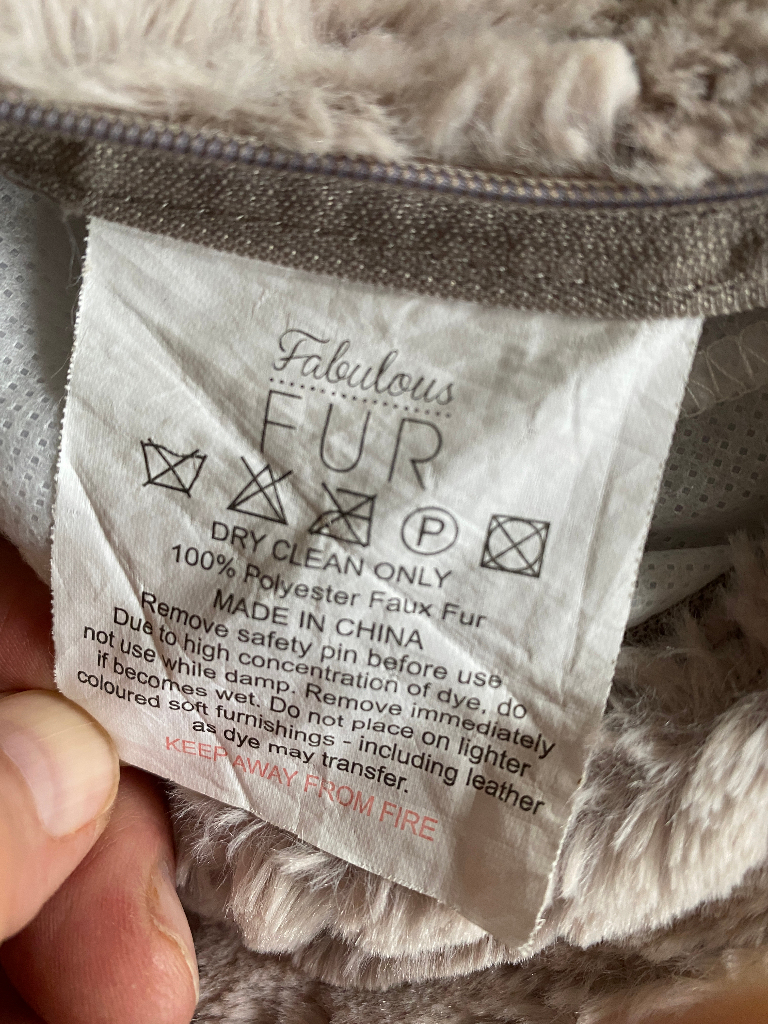 Fabulous
FUR
P
DRY CLEAN ONLY
100% Polyester Faux Fur
MADE IN CHINA
Remove safety pin before use
Due to high concentration of dye, do
not use while damp. Remove immediately
if becomes wet. Do not place on lighter
coloured soft furnishings - including leather
as dye may transfer.
KEEP AWAY FROM FIRE